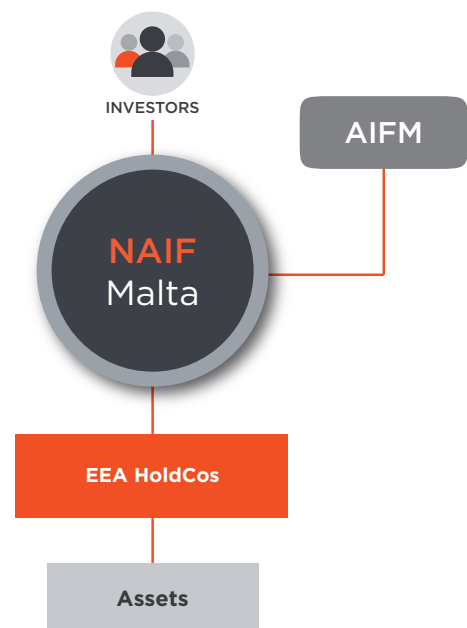 INVESTORS
AIFM
NAIF
Malta
EEA HoldCos
Assets